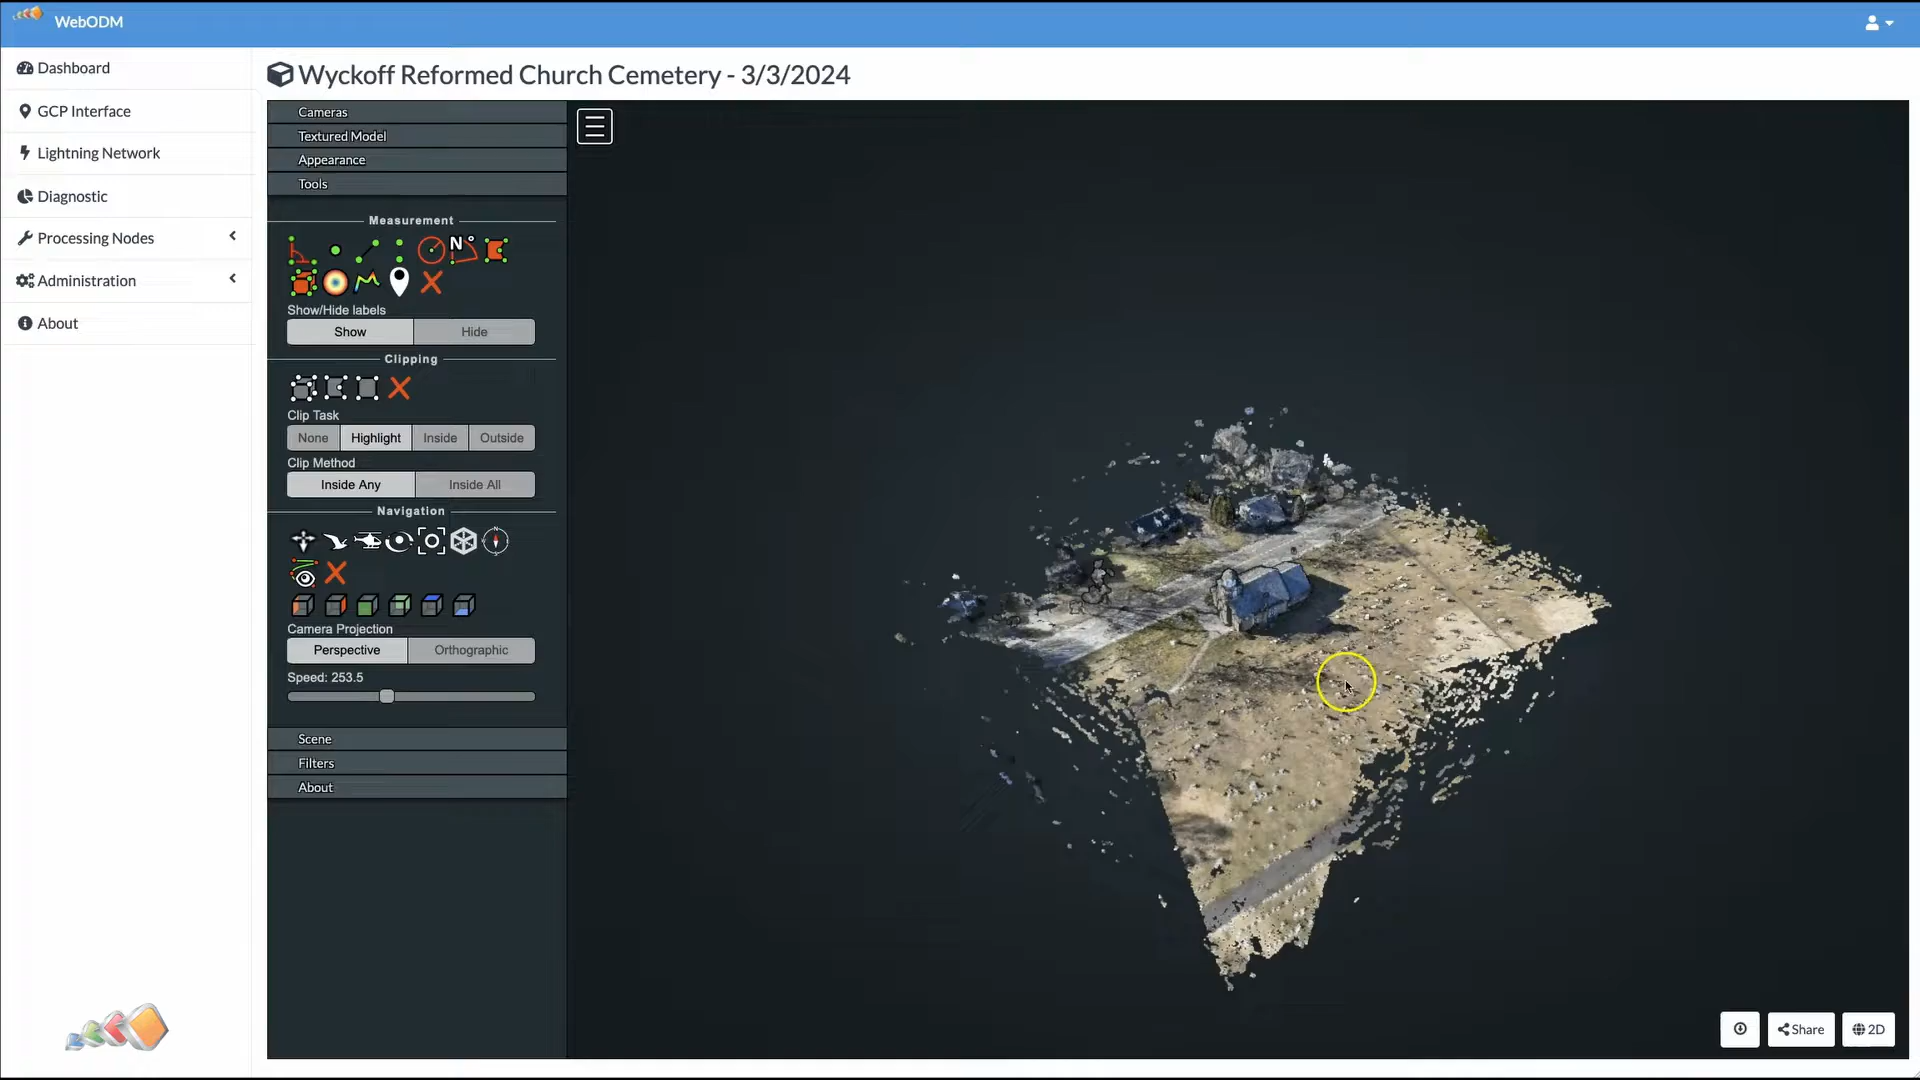 WebODM
Dashboard
GCP Interface
Lightning Network
Diagnostic
Processing Nodes
Administration
About
Wyckoff Reformed Church Cemetery - 3/3/2024
Cameras
Textured Model
Appearance
Tools
Measurement
N°
Show/Hide labels
Show Hide
Clipping
Clip Task
None Highlight Inside Outside
Clip Method
Inside Any Inside All
Navigation
N
Camera Projection
Perspective Orthographic
Speed: 253.5
Scene
Filters
About
Share
2D